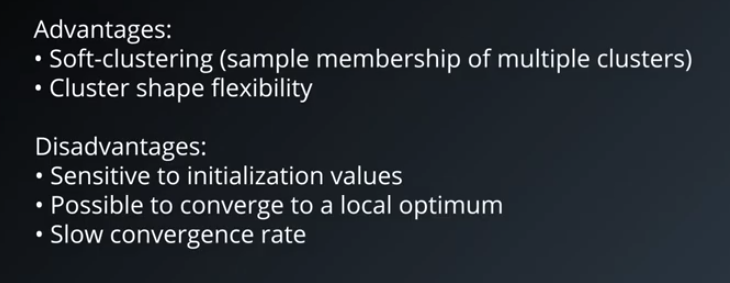 Advantages:
• Soft-clustering (sample membership of multiple clusters)
• Cluster shape flexibility
Disadvantages:
• Sensitive to initialization values
• Possible to converge to a local optimum
• Slow convergence rate